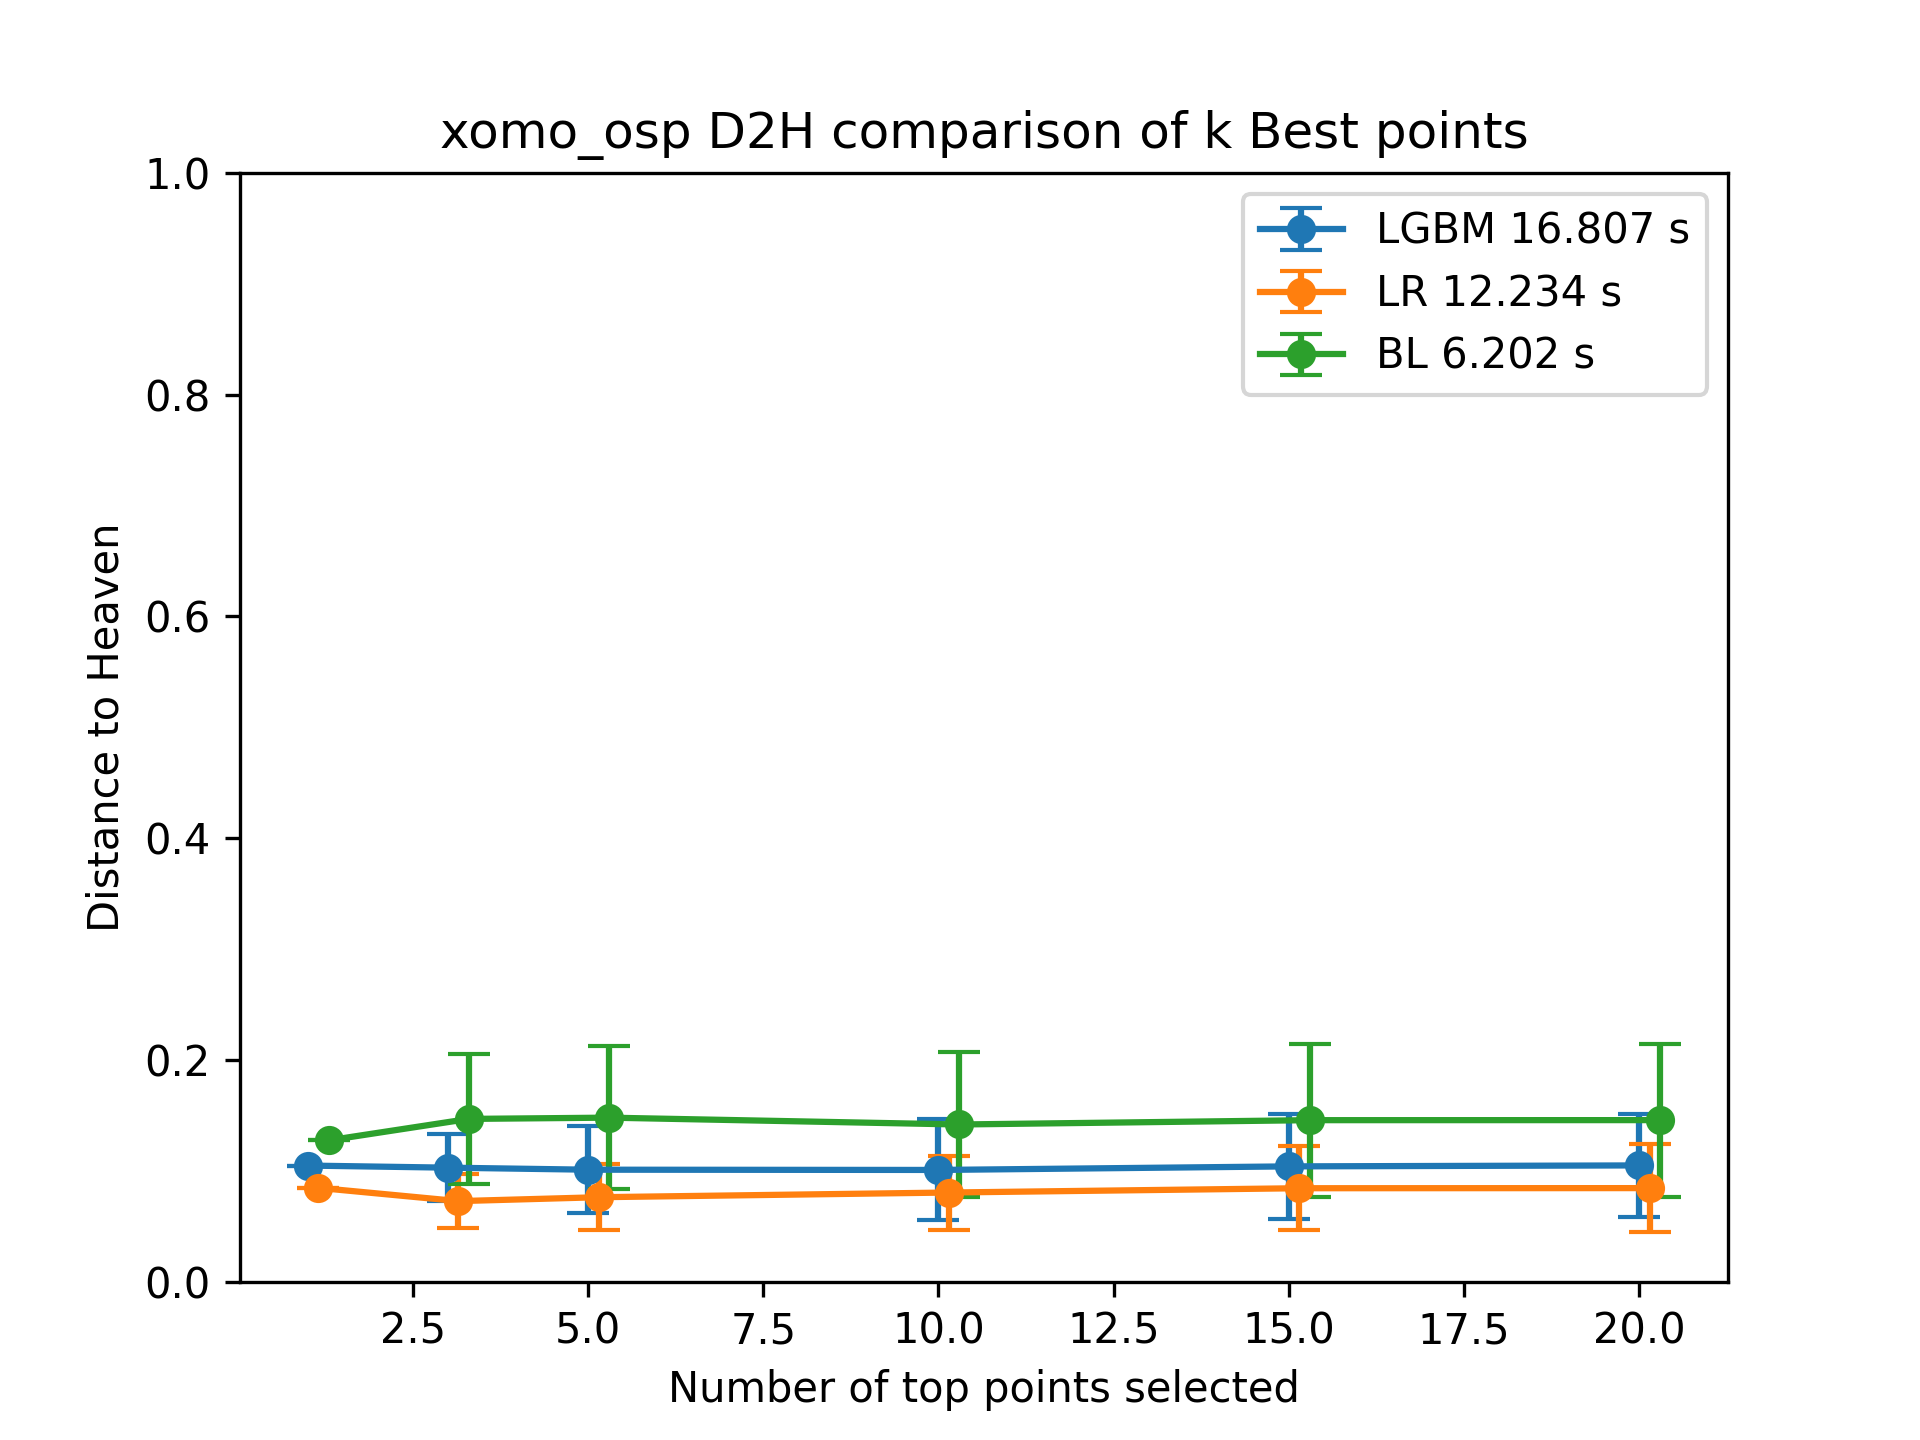 xomo_osp D2H comparison of k Best points
1.0
0.8
0.6
0.4
0.2
0.0
Distance to Heaven
LGBM 16.807 s
LR 12.234 s
BL 6.202 s
2.5 5.0 7.5 10.0 12.5 15.0 17.5 20.0
Number of top points selected